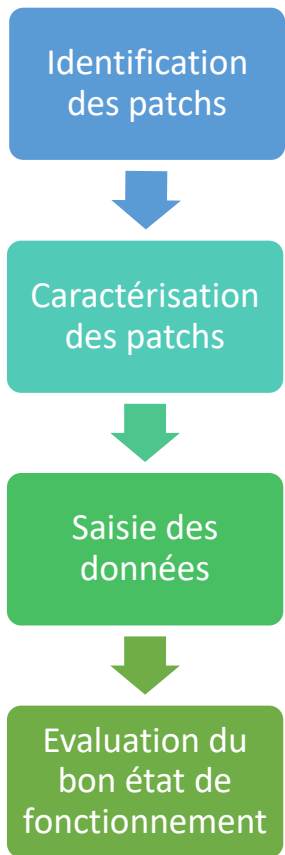 Identification
des patchs
Caractérisation
des patchs
Saisie des
données
Evaluation du
bon état de
fonctionnement